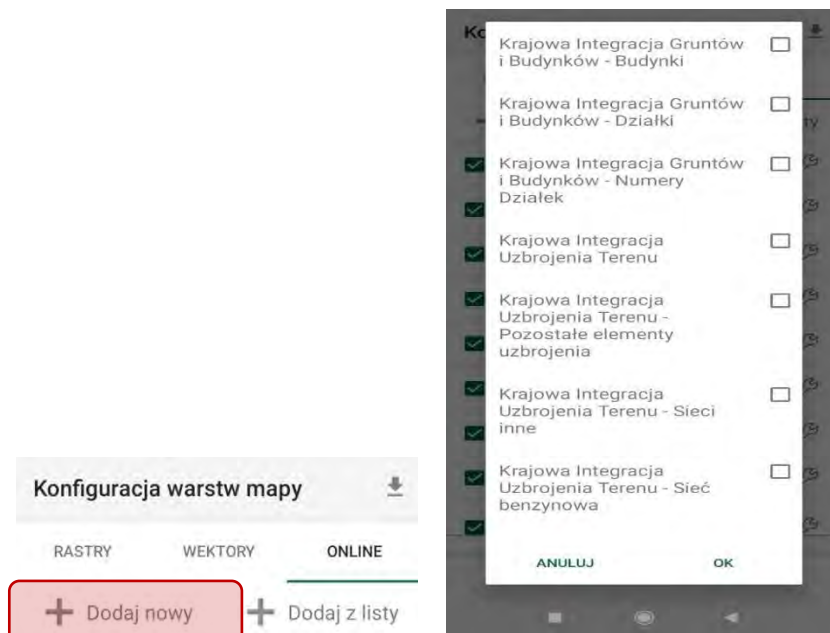 Konfiguracja warstw mapy
RASTRY WEKTORY ONLINE
Dodaj nowy Dodaj z listy
Krajowa Integracja Gruntów
i Budynków - Budynki
Krajowa Integracja Gruntów
i Budynków - Działki
Krajowa Integracja Gruntów
i Budynków - Numery
Działek
Krajowa Integracja
Uzbrojenia Terenu
Krajowa Integracja
Uzbrojenia Terenu -
Pozostałe elementy
uzbrojenia
Krajowa Integracja
Uzbrojenia Terenu - Sieci
inne
Krajowa Integracja
Uzbrojenia Terenu - Sieć
benzynowa
ANULUJ OK